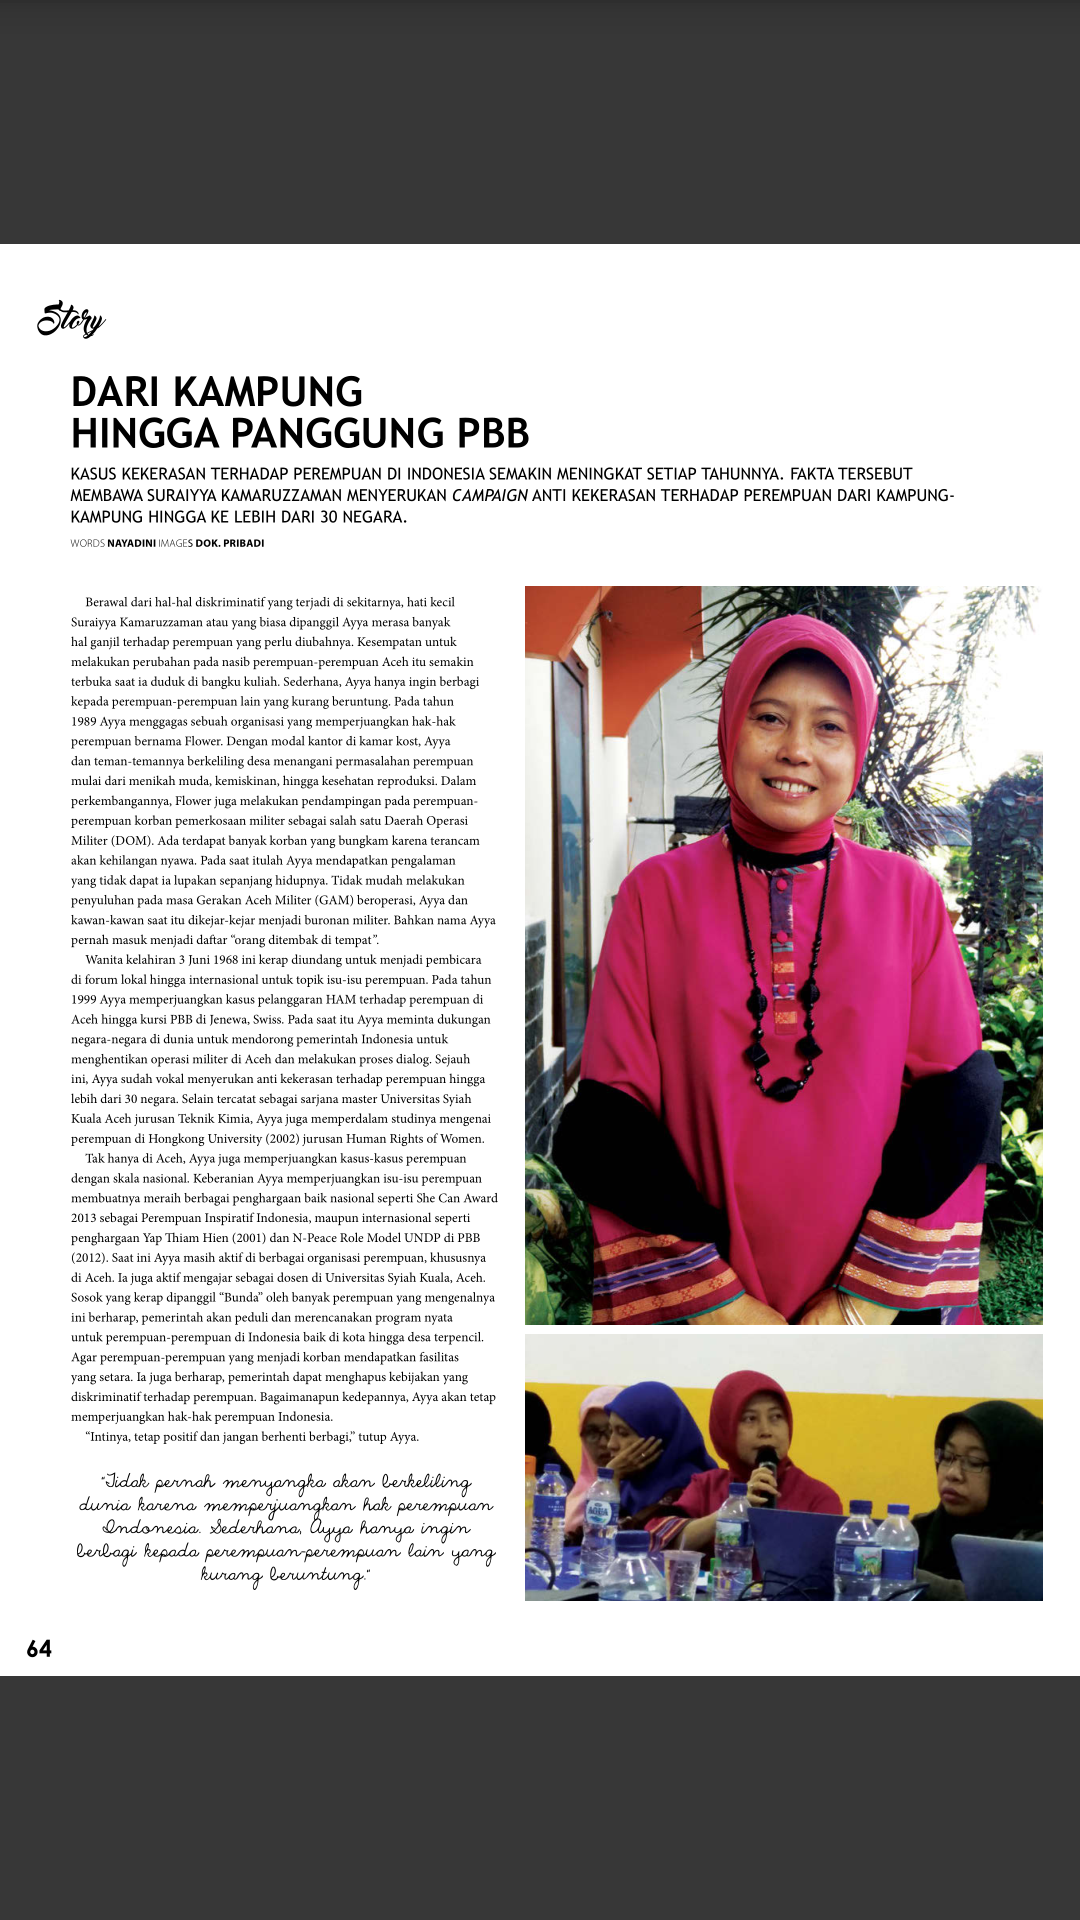 Story
DARI KAMPUNG
HINGGA PANGGUNG PBB
KASUS KEKERASAN TERHADAP PEREMPUAN DI INDONESIA SEMAKIN MENINGKAT SETIAP TAHUNNYA. FAKTA TERSEBUT
MEMBAWA SURAIYYA KAMARUZZAMAN MENYERUKAN CAMPAIGN ANTI KEKERASAN TERHADAP PEREMPUAN DARI KAMPUNG-
KAMPUNG HINGGA KE LEBIH DARI 30 NEGARA.
WORDS NAYADINI IMAGES DOK. PRIBADI
Berawal dari hal-hal diskriminatif yang terjadi di sekitarnya, hati kecil
Suraiyya Kamaruzzaman atau yang biasa dipanggil Ayya merasa banyak
hal ganjil terhadap perempuan yang perlu diubahnya. Kesempatan untuk
melakukan perubahan pada nasib perempuan-perempuan Aceh itu semakin
terbuka saat ia duduk di bangku kuliah. Sederhana, Ayya hanya ingin berbagi
kepada perempuan-perempuan lain yang kurang beruntung. Pada tahun
1989 Ayya menggagas sebuah organisasi yang memperjuangkan hak-hak
perempuan bernama Flower. Dengan modal kantor di kamar kost, Ayya
dan teman-temannya berkeliling desa menangani permasalahan perempuan
mulai dari menikah muda, kemiskinan, hingga kesehatan reproduksi. Dalam
perkembangannya, Flower juga melakukan pendampingan pada perempuan-
perempuan korban pemerkosaan militer sebagai salah satu Daerah Operasi
Militer (DOM). Ada terdapat banyak korban yang bungkam karena terancam
akan kehilangan nyawa. Pada saat itulah Ayya mendapatkan pengalaman
yang tidak dapat ia lupakan sepanjang hidupnya. Tidak mudah melakukan
penyuluhan pada masa Gerakan Aceh Militer (GAM) beroperasi, Ayya dan
kawan-kawan saat itu dikejar-kejar menjadi buronan militer. Bahkan nama Ayya
pernah masuk menjadi daftar “orang ditembak di tempat”.
Wanita kelahiran 3 Juni 1968 ini kerap diundang untuk menjadi pembicara
di forum lokal hingga internasional untuk topik isu-isu perempuan. Pada tahun
1999 Ayya memperjuangkan kasus pelanggaran HAM terhadap perempuan di
Aceh hingga kursi PBB di Jenewa, Swiss. Pada saat itu Ayya meminta dukungan
negara-negara di dunia untuk mendorong pemerintah Indonesia untuk
menghentikan operasi militer di Aceh dan melakukan proses dialog. Sejauh
ini, Ayya sudah vokal menyerukan anti kekerasan terhadap perempuan hingga
lebih dari 30 negara. Selain tercatat sebagai sarjana master Universitas Syiah
Kuala Aceh jurusan Teknik Kimia, Ayya juga memperdalam studinya mengenai
perempuan di Hongkong University (2002) jurusan Human Rights of Women.
Tak hanya di Aceh, Ayya juga memperjuangkan kasus-kasus perempuan
dengan skala nasional. Keberanian Ayya memperjuangkan isu-isu perempuan
membuatnya meraih berbagai penghargaan baik nasional seperti She Can Award
2013 sebagai Perempuan Inspiratif Indonesia, maupun internasional seperti
penghargaan Yap Thiam Hien (2001) dan N-Peace Role Model UNDP di PBB
(2012). Saat ini Ayya masih aktif di berbagai organisasi perempuan, khususnya
di Aceh. Ia juga aktif mengajar sebagai dosen di Universitas Syiah Kuala, Aceh.
Sosok yang kerap dipanggil “Bunda” oleh banyak perempuan yang mengenalnya
ini berharap, pemerintah akan peduli dan merencanakan program nyata
untuk perempuan-perempuan di Indonesia baik di kota hingga desa terpencil.
Agar perempuan-perempuan yang menjadi korban mendapatkan fasilitas
yang setara. Ia juga berharap, pemerintah dapat menghapus kebijakan yang
diskriminatif terhadap perempuan. Bagaimanapun kedepannya, Ayya akan tetap
memperjuangkan hak-hak perempuan Indonesia.
“Intinya, tetap positif dan jangan berhenti berbagi,” tutup Ayya.
"Tidak pernah menyangka akan berkeliling
dunia karena memperjuangkan hak perempuan
Indonesia. Sederhana, Ayya hanya ingin
berbagi kepada perempuan-perempuan lain yang
kurang beruntung."
64